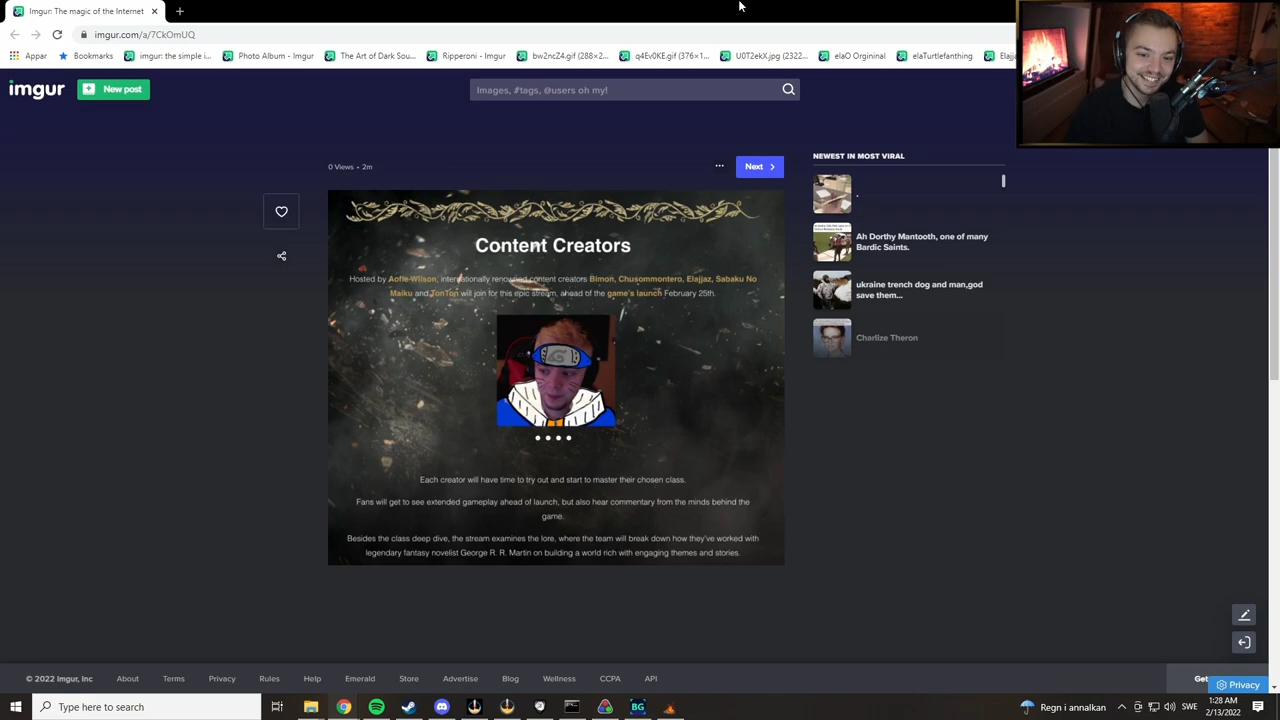 Imgur: The magic of the Internet
imgur.com/a/7CkOmUQ
Appar
Bookmarks
imgur: the simple i...
Photo Album - Imgur
The Art of Dark Sou...
Ripperoni - Imgur
bw2ncZ4.gif (288×2...
q4Ev0KE.gif (376×1...
U0T2ekX.jpg (2322...
elaO Orgininal
elaTurtlefanthing
Elajj
imgur
New post
Images, #tags, @users oh my!
0 Views • 2m
Next
NEWEST IN MOST VIRAL
.
Ah Dorthy Mantooth, one of many
Bardic Saints.
ukraine trench dog and man,god
save them...
Charlize Theron
Content Creators
Hosted by Aoife-Wilson, internationally renowned content creators Bimon, Chusommontero, Elajjaz, Sabaku No
Maiku and TonTon will join for this epic stream, ahead of the game's launch February 25th.
Each creator will have time to try out and start to master their chosen class.
Fans will get to see extended gameplay ahead of launch, but also hear commentary from the minds behind the
game.
Besides the class deep dive, the stream examines the lore, where the team will break down how they've worked with
legendary fantasy novelist George R. R. Martin on building a world rich with engaging themes and stories.
© 2022 Imgur, Inc
About
Terms
Privacy
Rules
Help
Emerald
Store
Advertise
Blog
Wellness
CCPA
API
Get
Privacy
Type here to search
BG
Regn i annalkan
SWE
1:28 AM
2/13/2022